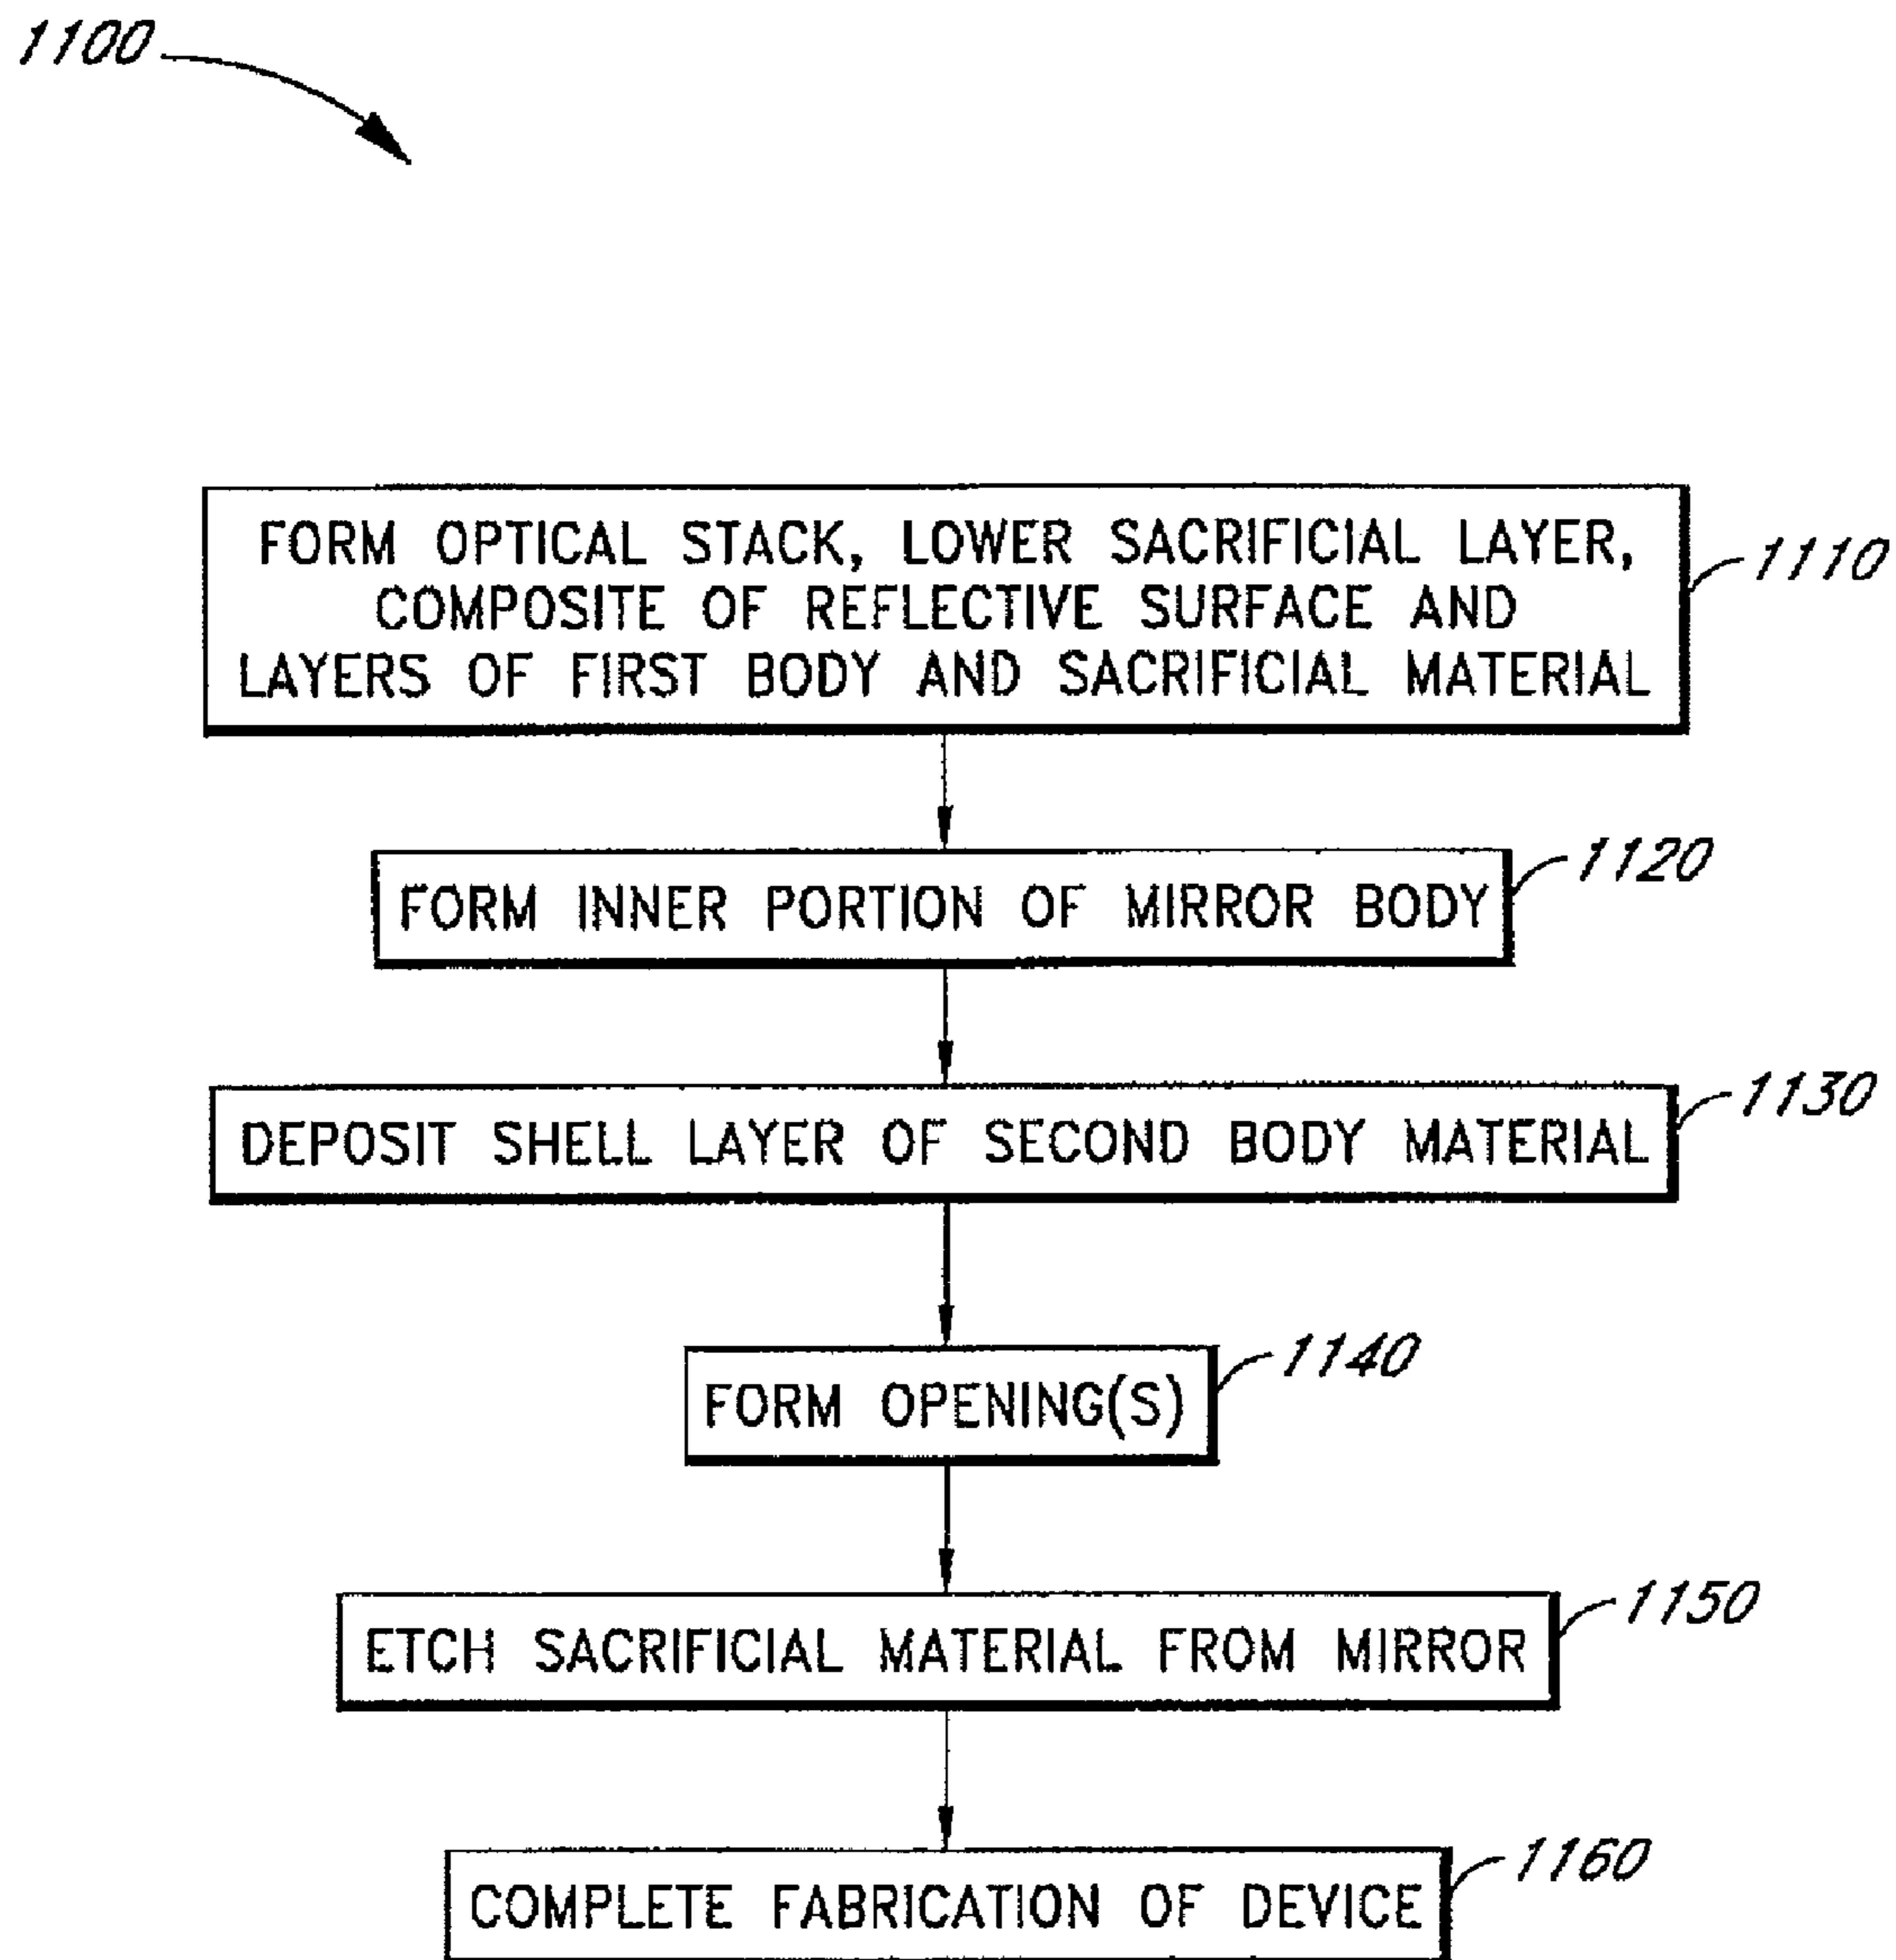 1100
FORM OPTICAL STACK, LOWER SACRIFICIAL LAYER,
COMPOSITE OF REFLECTIVE SURFACE AND
LAYERS OF FIRST BODY AND SACRIFICIAL MATERIAL
1110
FORM INNER PORTION OF MIRROR BODY
1120
DEPOSIT SHELL LAYER OF SECOND BODY MATERIAL
1130
FORM OPENING(S)
1140
ETCH SACRIFICIAL MATERIAL FROM MIRROR
1150
COMPLETE FABRICATION OF DEVICE
1160